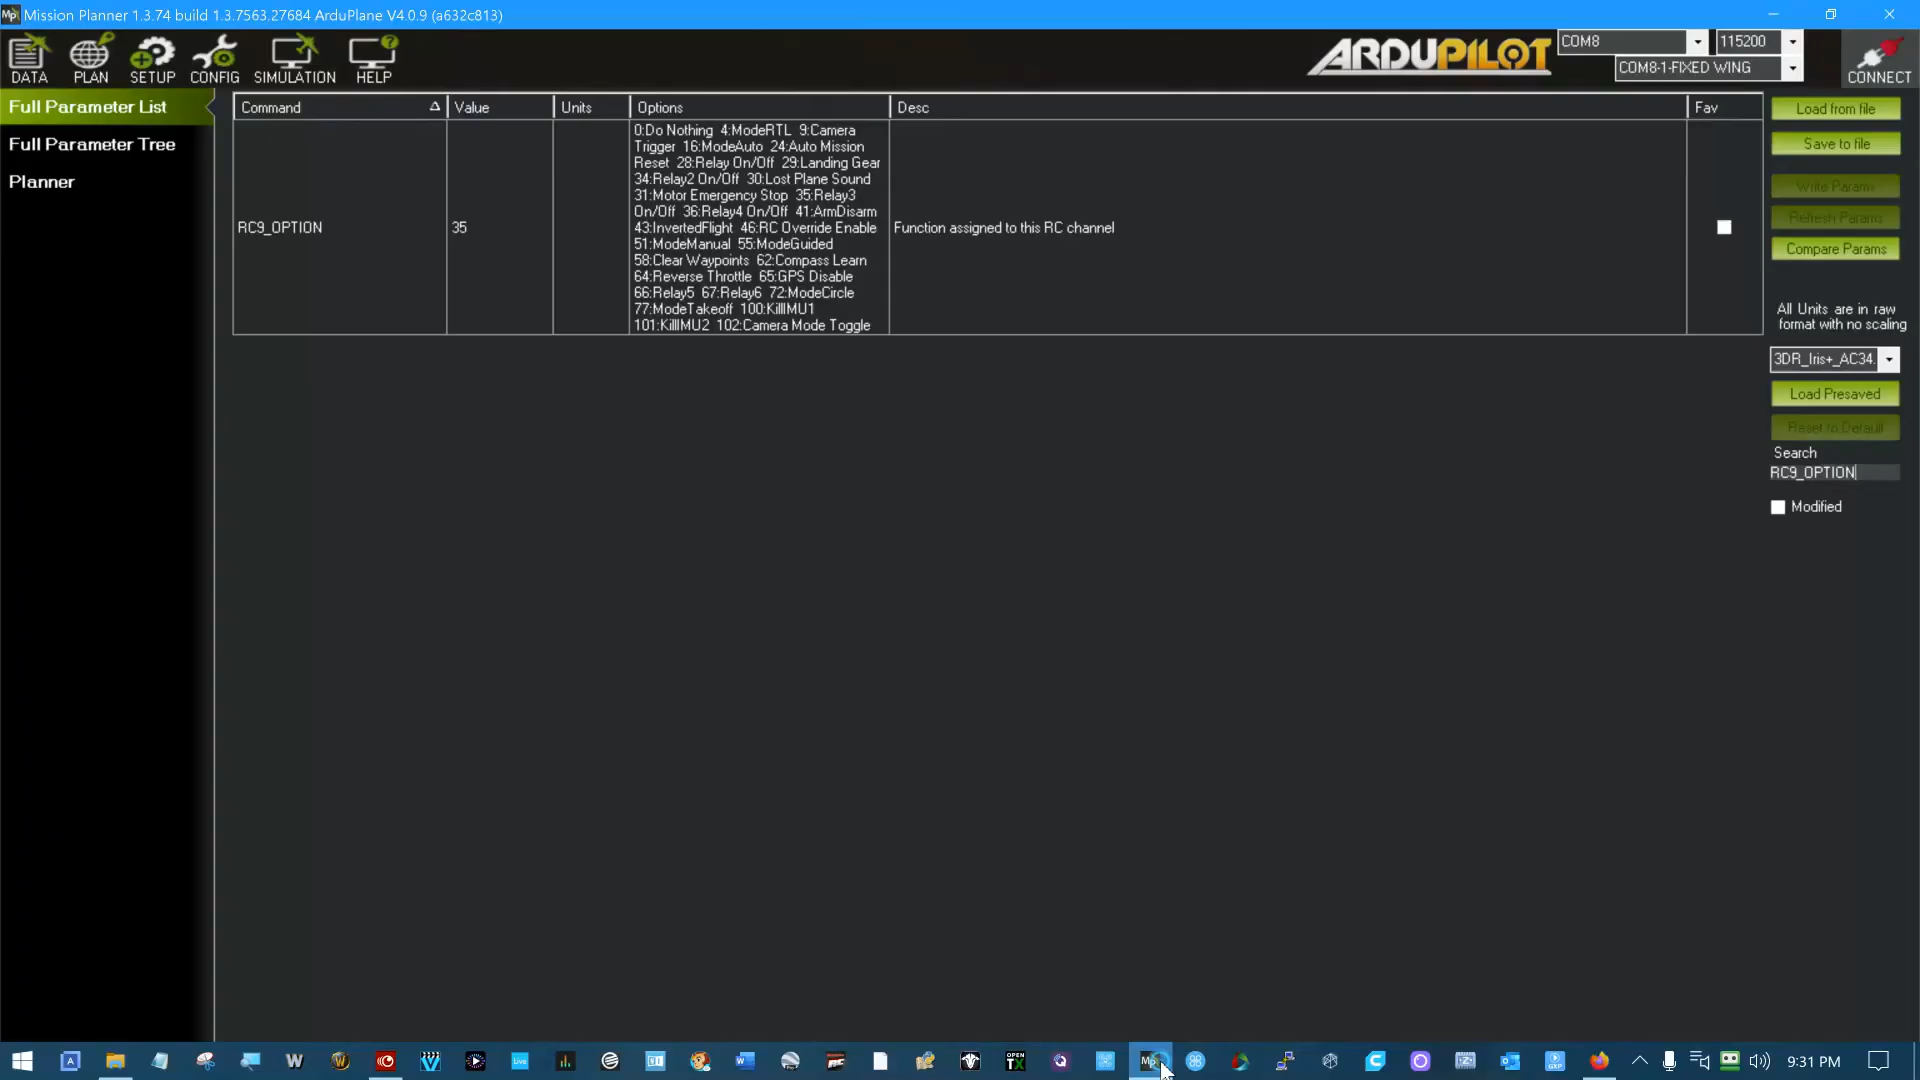 Mission Planner 1.3.74 build 1.3.7563.27684 ArduPlane V4.0.9 (a632c813)
DATA
PLAN
SETUP
CONFIG
SIMULATION
HELP
ARDUPILOT
COM8
115200
COM8-1-FIXED WING
CONNECT
Full Parameter List
Full Parameter Tree
Planner
Command
Value
Units
Options
Desc
Fav
RC9_OPTION
35
0:Do Nothing 4:ModeRTL 9:Camera
Trigger 16:ModeAuto 24:Auto Mission
Reset 28:Relay On/Off 29:Landing Gear
34:Relay2 On/Off 30:Lost Plane Sound
31:Motor Emergency Stop 35:Relay3
On/Off 36:Relay4 On/Off 41:ArmDisarm
43:InvertedFlight 46:RC Override Enable
51:ModeManual 55:ModeGuided
58:Clear Waypoints 62:Compass Learn
64:Reverse Throttle 65:GPS Disable
66:Relay5 67:Relay6 72:ModeCircle
77:ModeTakeoff 100:KillIMU1
101:KillIMU2 102:Camera Mode Toggle
Function assigned to this RC channel
Load from file
Save to file
Write Params
Refresh Params
Compare Params
All Units are in raw
format with no scaling
3DR_Iris+_AC34.
Load Presaved
Reset to Default
Search
RC9_OPTION
Modified
9:31 PM